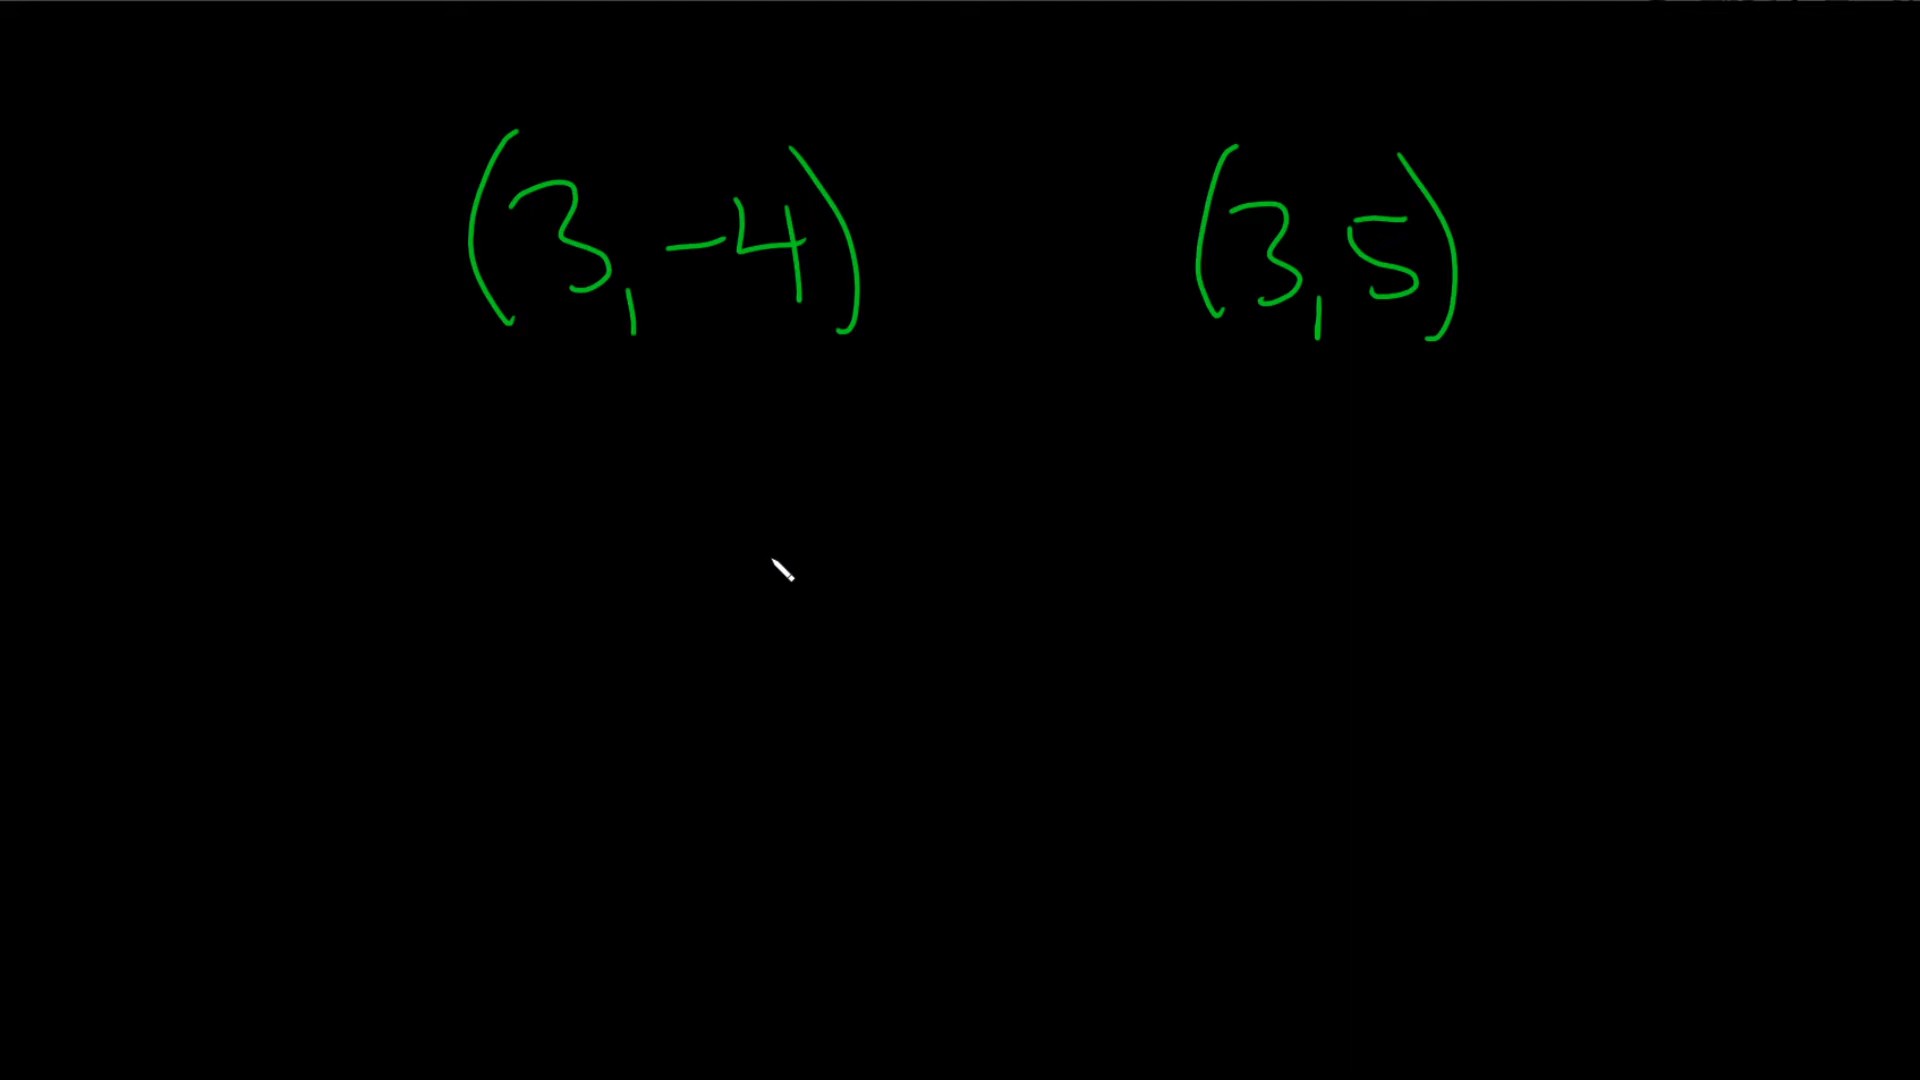 (3, -4) (3, 5)